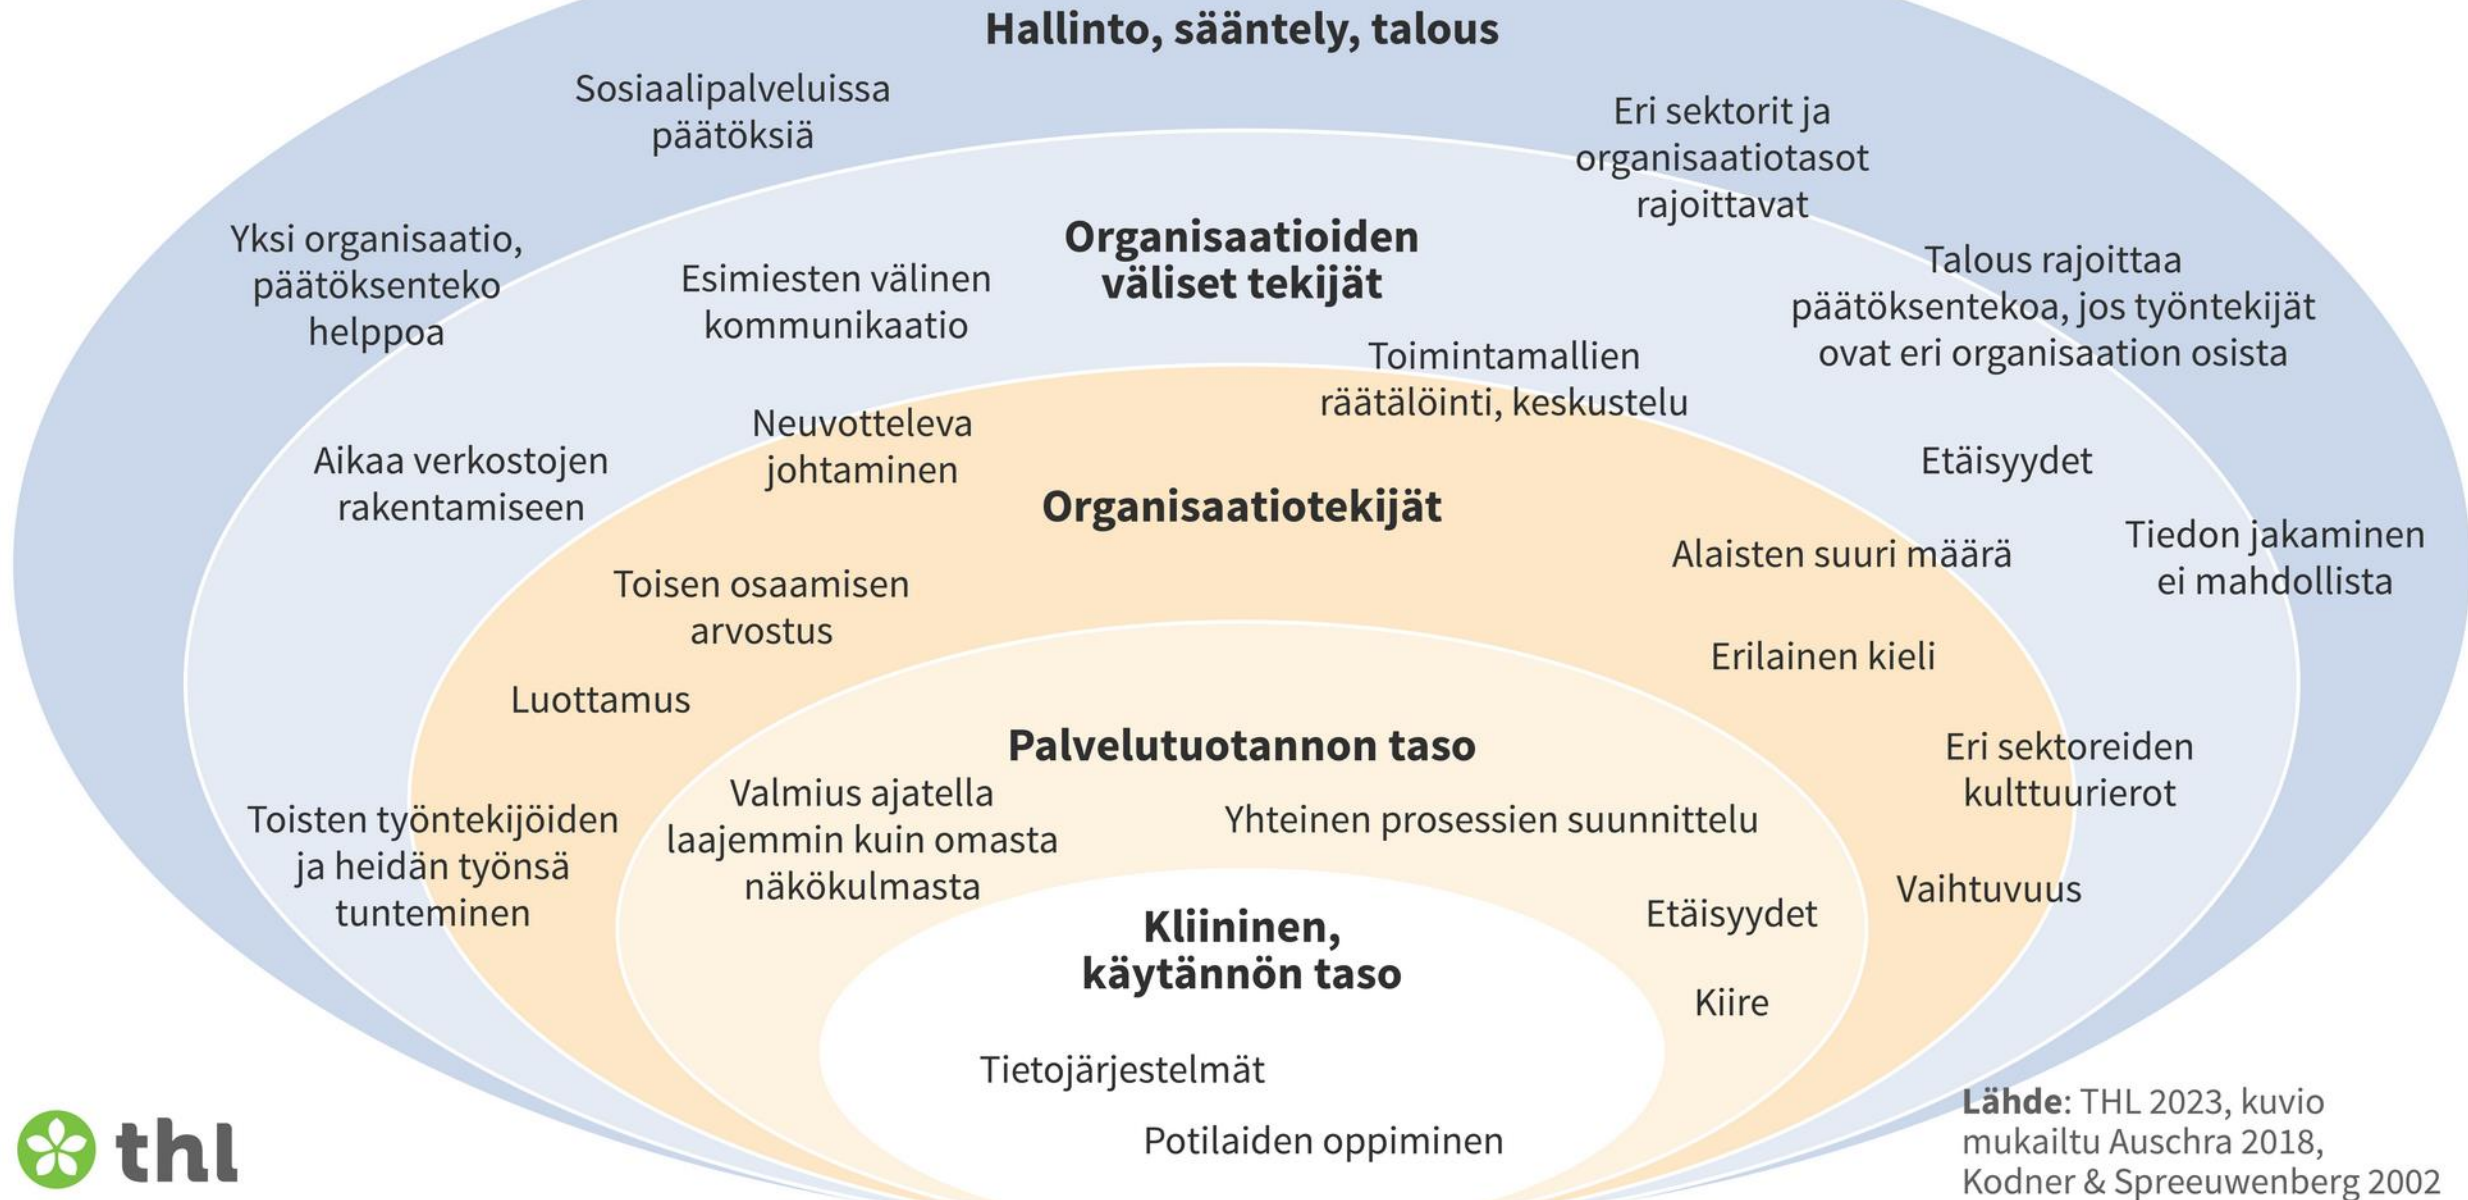 Hallinto, sääntely, talous
Sosiaalipalveluissa
päätöksiä
Eri sektorit ja
organisaatiotasot
rajoittavat
Yksi organisaatio,
päätöksenteko
helppoa
Organisaatioiden
väliset tekijät
Esimiesten välinen
kommunikaatio
Talous rajoittaa
päätöksentekoa, jos työntekijät
ovat eri organisaation osista
Toimintamallien
räätälöinti, keskustelu
Neuvotteleva
johtaminen
Aikaa verkostojen
rakentamiseen
Etäisyydet
Organisaatiotekijät
Alaisten suuri määrä
Tiedon jakaminen
ei mahdollista
Toisen osaamisen
arvostus
Erilainen kieli
Luottamus
Palvelutuotannon taso
Eri sektoreiden
kulttuurierot
Valmius ajatella
laajemmin kuin omasta
näkökulmasta
Yhteinen prosessien suunnittelu
Toisten työntekijöiden
ja heidän työnsä
tunteminen
Vaihtuvuus
Etäisyydet
Kliininen,
käytännön taso
Kiire
Tietojärjestelmät
Potilaiden oppiminen
thl
Lähde: THL 2023, kuvio
mukailtu Auschra 2018,
Kodner & Spreeuwenberg 2002